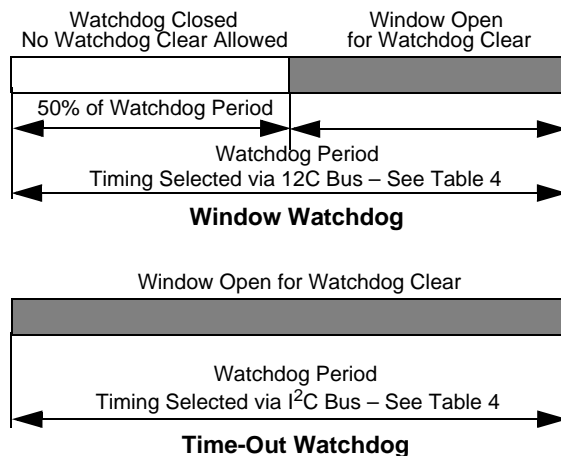 Watchdog Closed
No Watchdog Clear Allowed
Window Open
for Watchdog Clear
50% of Watchdog Period
Watchdog Period
Timing Selected via 12C Bus – See Table 4
Window Watchdog
Window Open for Watchdog Clear
Watchdog Period
Timing Selected via I²C Bus – See Table 4
Time-Out Watchdog